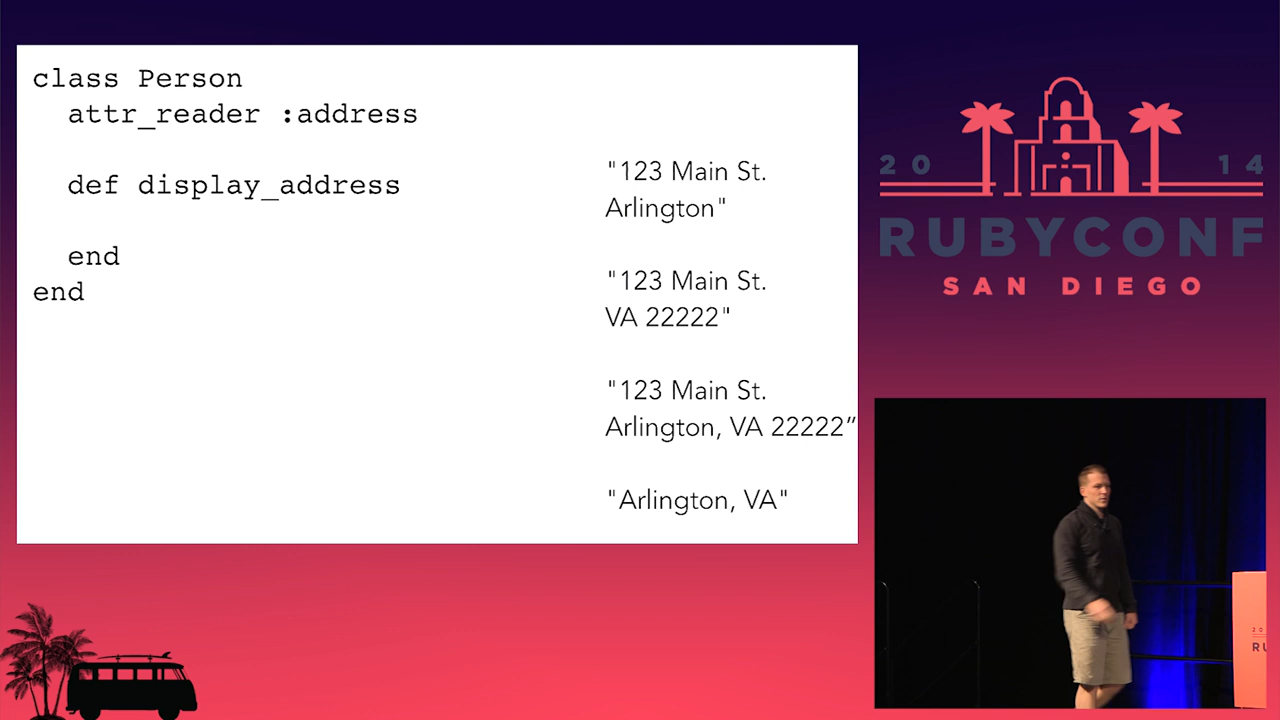 class Person
  attr_reader :address
  def display_address
  end
end
"123 Main St.
Arlington"
"123 Main St.
VA 22222"
"123 Main St.
Arlington, VA 22222”
"Arlington, VA"
20 14
RUBYCONF
SAN DIEGO